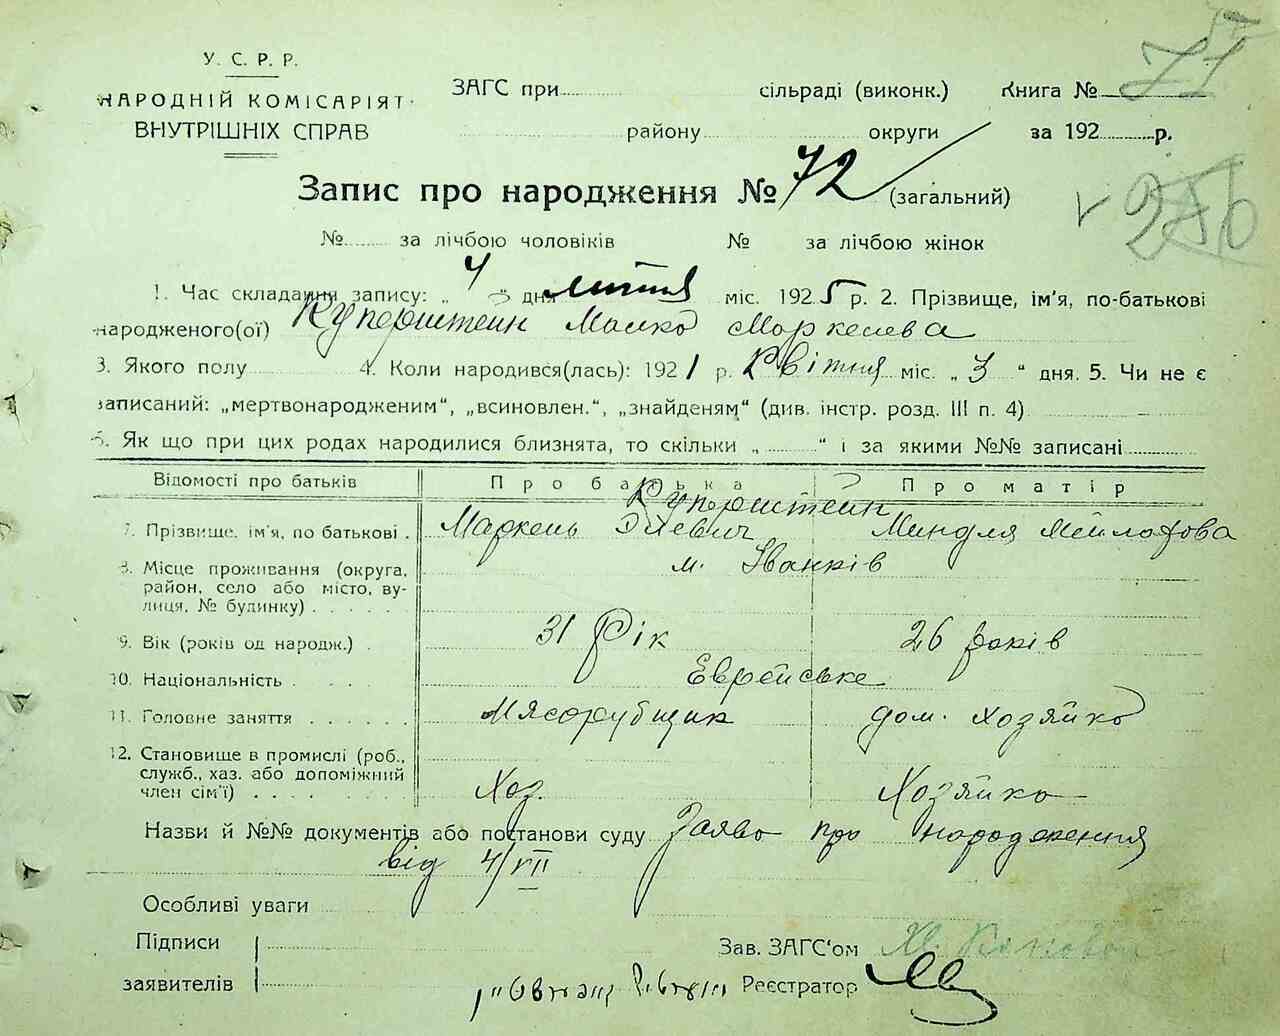 У. С. Р. Р.
НАРОДНІЙ КОМІСАРІЯТ
ВНУТРІШНІХ СПРАВ
ЗАГС при сільраді (виконк.) Книга № 71
району округи за 192 р.
Запис про народження № 72 (загальний)
№ за лічбою чоловіків № за лічбою жінок
1. Час складання запису: „ 4 “ дня липня міс. 1925 р. 2. Прізвище, ім'я, по-батькові
народженого(ої) Куперштейн Малка Маркелева
3. Якого полу 4. Коли народився(лась): 1921 р. Квітня міс. „ 3 “ дня. 5. Чи не є
записаний: „мертвонародженим“, „всиновлен.“, „знайденям“ (див. інстр. розд. III п. 4)
6. Як що при цих родах народилися близнята, то скільки „ “ і за якими №№ записані
Відомості про батьків Про батька Про матір
Куперштейн
7. Прізвище, ім'я, по батькові . Маркель Миндля Мейлахова
8. Місце проживання (округа, м. Іванків
район, село або місто, ву-
лиця, № будинку) . . . . .
9. Вік (років од народж.) . 31 рік 26 років
10. Національність . . . Еврейське
11. Головне заняття . . . . . . Мясорубщик дом. хозяйка
12. Становище в промислі (роб.,
служб., хаз. або допоміжний
член сім'ї) . . . . . . . Хоз. Хозяйка
Назви й №№ документів або постанови суду Заява про народження
від 4/VII
Особливі уваги
Підписи
заявителів
Зав. ЗАГС'ом
Реєстратор